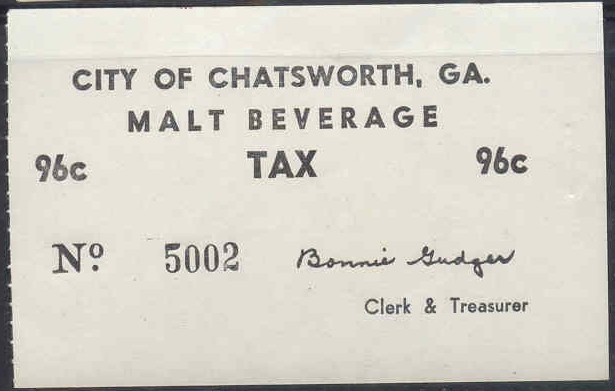 CITY OF CHATSWORTH, GA.
MALT BEVERAGE
96c TAX 96c
Nº 5002 Bonnie Gudger
Clerk & Treasurer